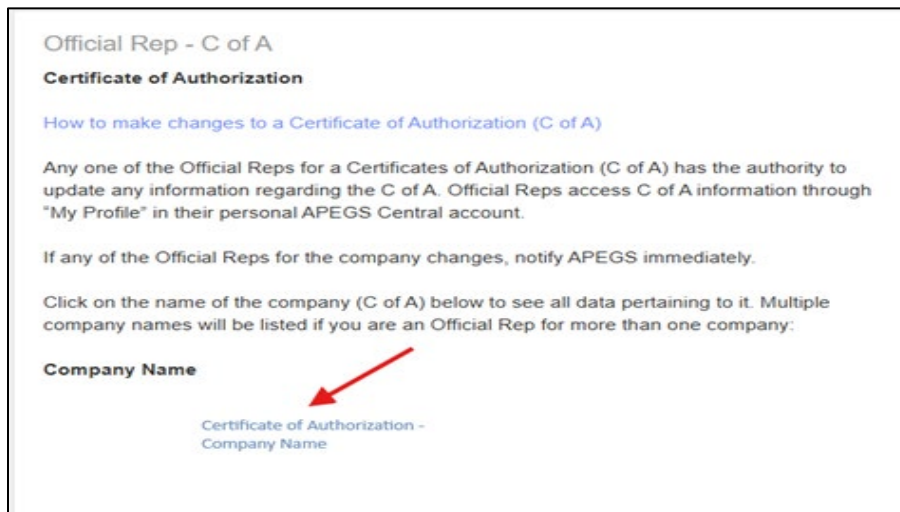 Official Rep - C of A
Certificate of Authorization
How to make changes to a Certificate of Authorization (C of A)
Any one of the Official Reps for a Certificates of Authorization (C of A) has the authority to
update any information regarding the C of A. Official Reps access C of A information through
“My Profile” in their personal APEGS Central account.
If any of the Official Reps for the company changes, notify APEGS immediately.
Click on the name of the company (C of A) below to see all data pertaining to it. Multiple
company names will be listed if you are an Official Rep for more than one company:
Company Name
Certificate of Authorization -
Company Name